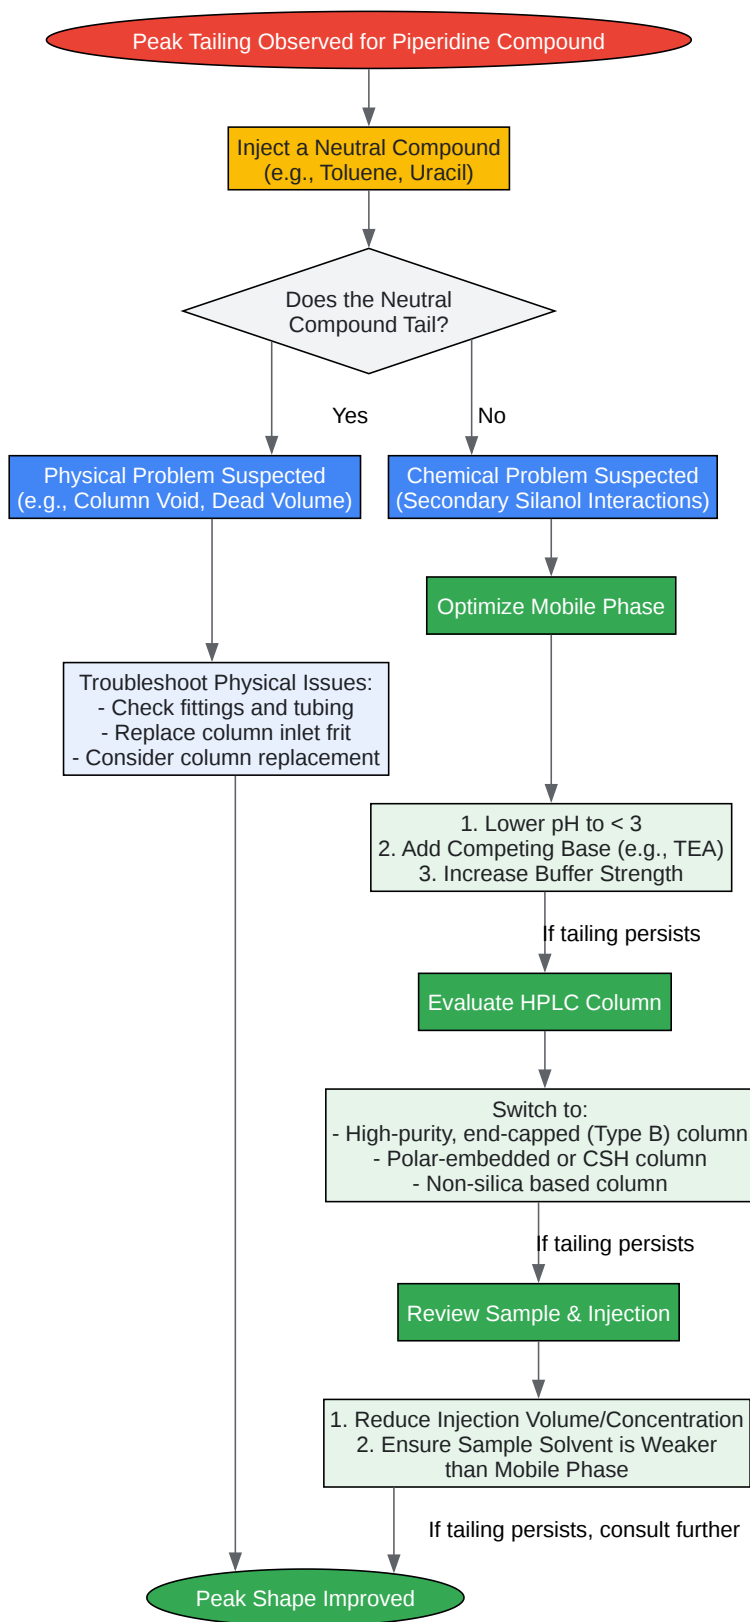 Peak Tailing Observed for Piperidine Compound
Inject a Neutral Compound
(e.g., Toluene, Uracil)
Does the Neutral
Compound Tail?
Yes
No
Physical Problem Suspected
(e.g., Column Void, Dead Volume)
Chemical Problem Suspected
(Secondary Silanol Interactions)
Optimize Mobile Phase
Troubleshoot Physical Issues:
- Check fittings and tubing
- Replace column inlet frit
- Consider column replacement
1. Lower pH to < 3
2. Add Competing Base (e.g., TEA)
3. Increase Buffer Strength
If tailing persists
Evaluate HPLC Column
Switch to:
- High-purity, end-capped (Type B) column
- Polar-embedded or CSH column
- Non-silica based column
If tailing persists
Review Sample & Injection
1. Reduce Injection Volume/Concentration
2. Ensure Sample Solvent is Weaker
than Mobile Phase
If tailing persists, consult further
Peak Shape Improved